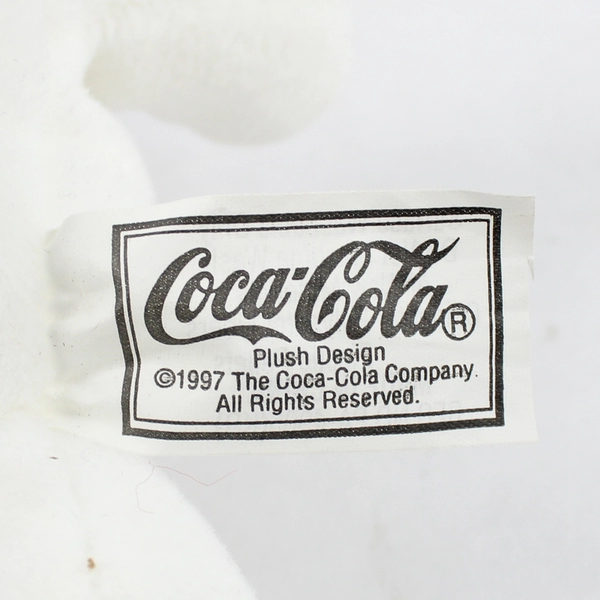 Coca-Cola®
Plush Design
©1997 The Coca-Cola Company.
All Rights Reserved.